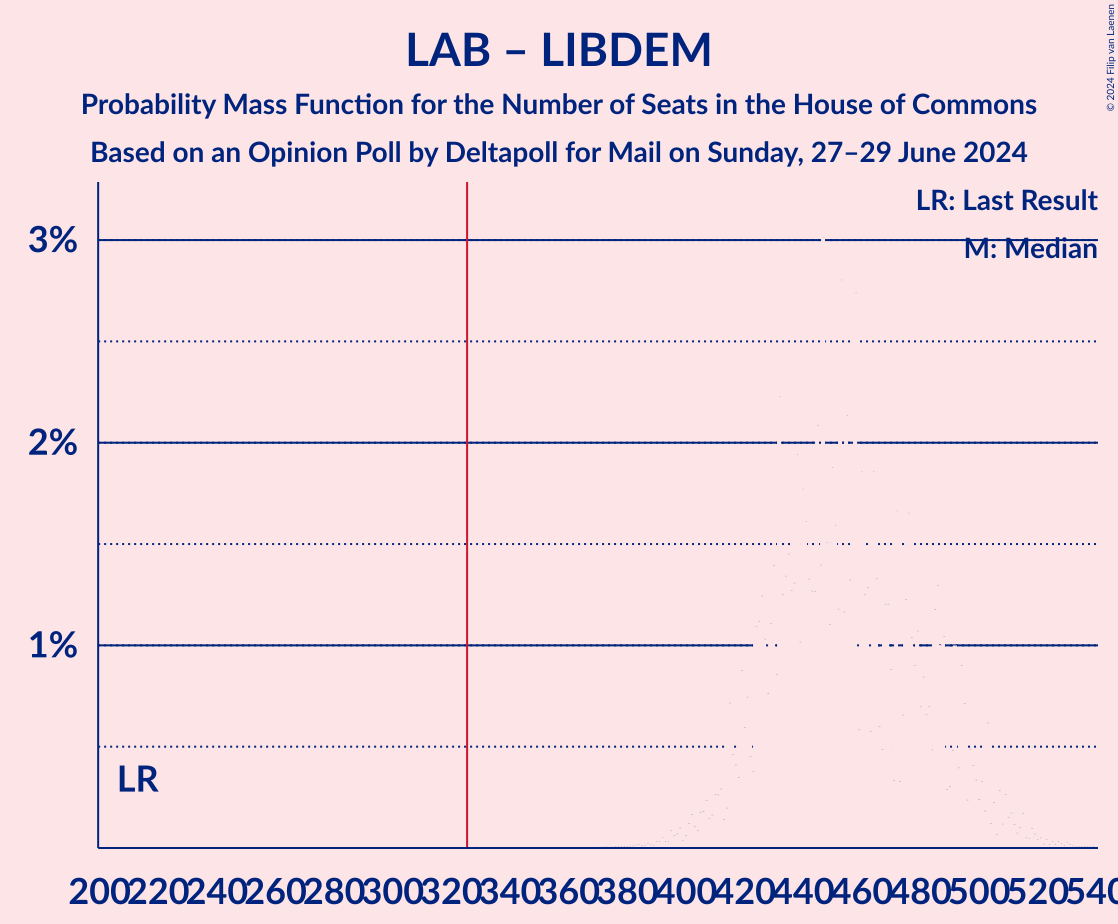 LAB – LIBDEM
Probability Mass Function for the Number of Seats in the House of Commons
Based on an Opinion Poll by Deltapoll for Mail on Sunday, 27–29 June 2024
© 2024 Filip van Laenen
LR: Last Result
M: Median
3%
2%
1%
LR
200 220 240 260 280 300 320 340 360 380 400 420 440 460 480 500 520 540